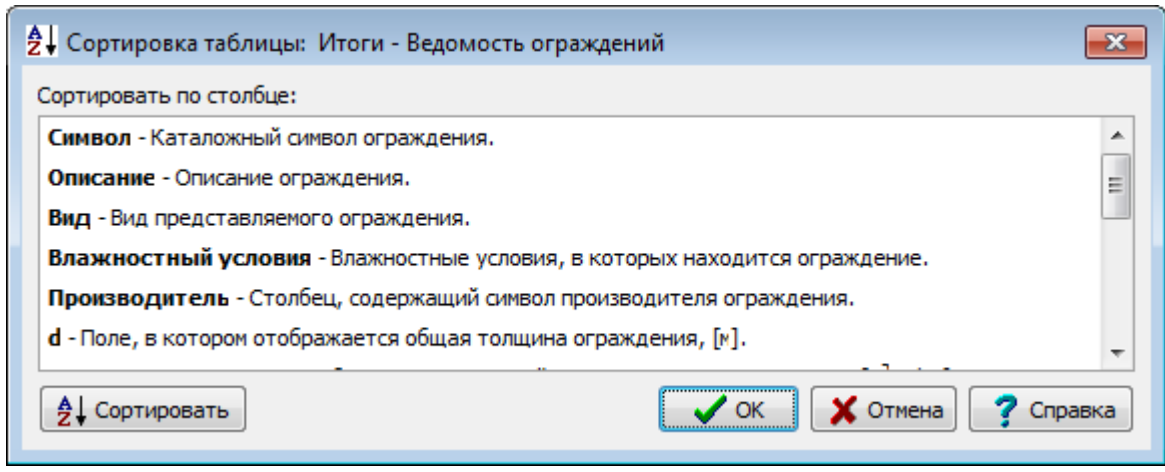 Сортировка таблицы: Итоги - Ведомость ограждений
Сортировать по столбце:
Символ - Каталожный символ ограждения.
Описание - Описание ограждения.
Вид - Вид представляемого ограждения.
Влажностный условия - Влажностные условия, в которых находится ограждение.
Производитель - Столбец, содержащий символ производителя ограждения.
d - Поле, в котором отображается общая толщина ограждения, [м].
Сортировать
OK
Отмена
Справка